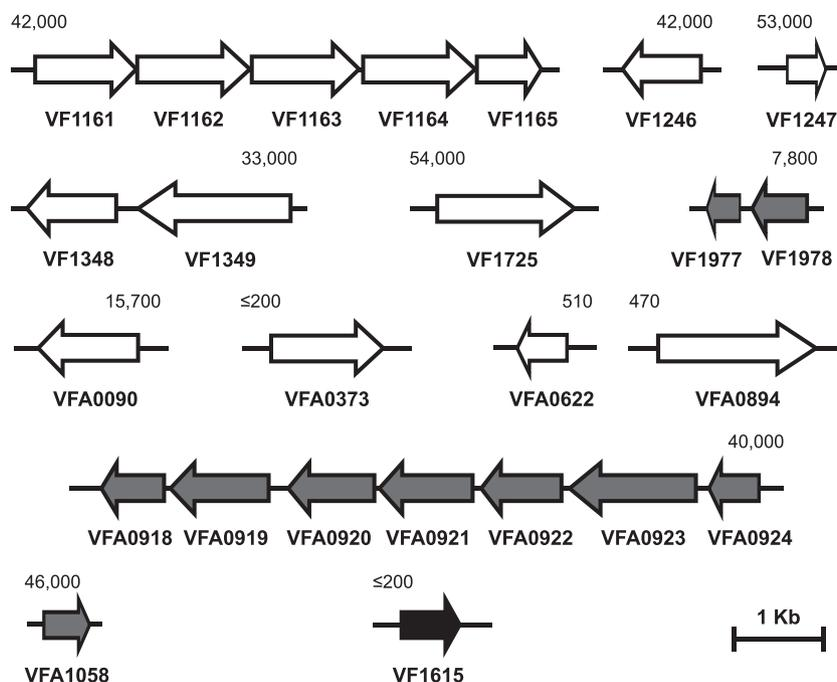 42,000 42,000 53,000
VF1161 VF1162 VF1163 VF1164 VF1165 VF1246 VF1247
33,000 54,000 7,800
VF1348 VF1349 VF1725 VF1977 VF1978
15,700 ≤200 510 470
VFA0090 VFA0373 VFA0622 VFA0894
40,000
VFA0918 VFA0919 VFA0920 VFA0921 VFA0922 VFA0923 VFA0924
46,000 ≤200
1 Kb
VFA1058 VF1615